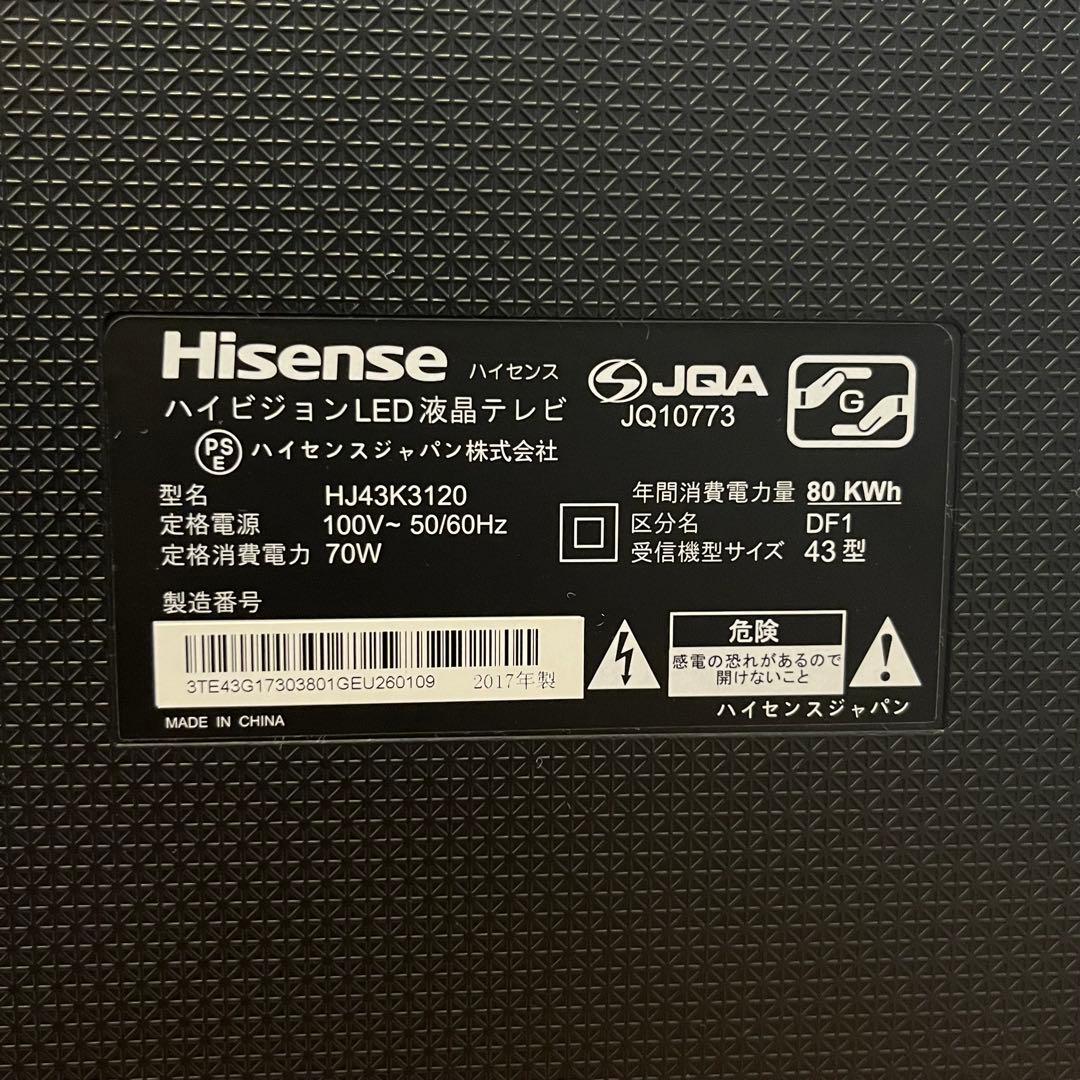 Hisense ハイセンス
ハイビジョンLED液晶テレビ
PSE ハイセンスジャパン株式会社
JQA
JQ10773
G
型名 HJ43K3120
定格電源 100V~ 50/60Hz
定格消費電力 70W
年間消費電力量 80 KWh
区分名 DF1
受信機型サイズ 43型
製造番号
3TE43G17303801GEU260109 2017年製
MADE IN CHINA
危険
感電の恐れがあるので
開けないこと
ハイセンスジャパン